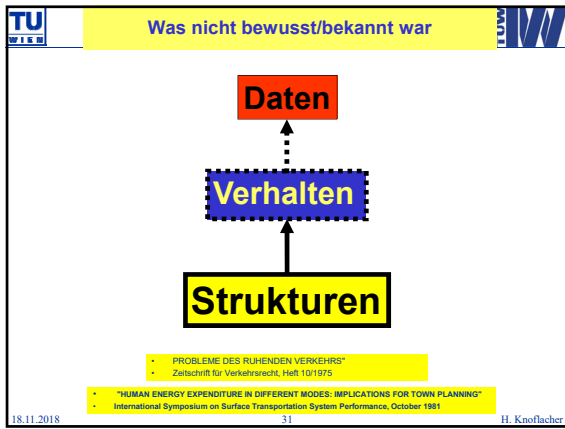 TU
WIEN
Was nicht bewusst/bekannt war
TUW
IVV
Daten
Verhalten
Strukturen
• PROBLEME DES RUHENDEN VERKEHRS"
• Zeitschrift für Verkehrsrecht, Heft 10/1975
• "HUMAN ENERGY EXPENDITURE IN DIFFERENT MODES: IMPLICATIONS FOR TOWN PLANNING"
• International Symposium on Surface Transportation System Performance, October 1981
18.11.2018 31 H. Knoflacher